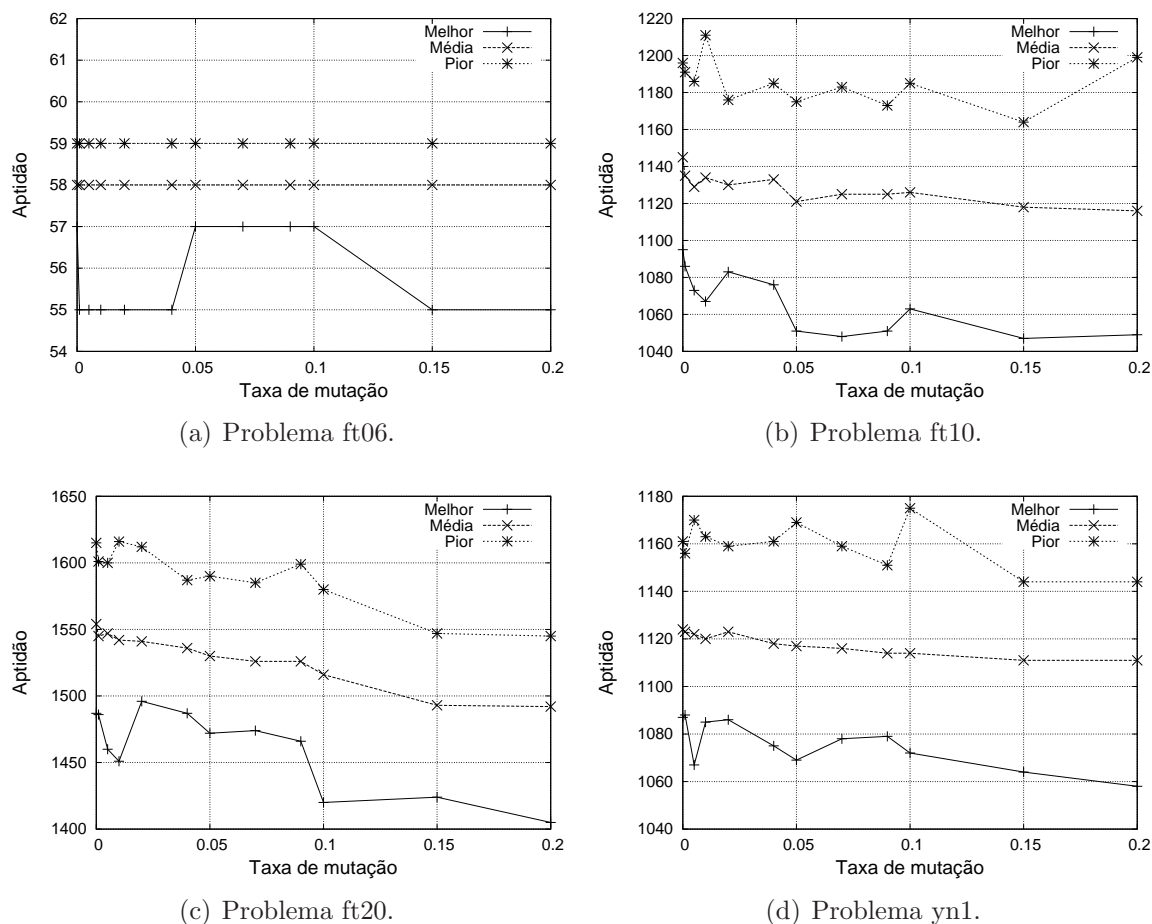 62
61
60
59
58
57
56
55
54
Aptidão
0
0.05
0.1
0.15
0.2
Taxa de mutação
Melhor
Média
Pior
(a) Problema ft06.
1220
1200
1180
1160
1140
1120
1100
1080
1060
1040
Aptidão
0
0.05
0.1
0.15
0.2
Taxa de mutação
Melhor
Média
Pior
(b) Problema ft10.
1650
1600
1550
1500
1450
1400
Aptidão
0
0.05
0.1
0.15
0.2
Taxa de mutação
Melhor
Média
Pior
(c) Problema ft20.
1180
1160
1140
1120
1100
1080
1060
1040
Aptidão
0
0.05
0.1
0.15
0.2
Taxa de mutação
Melhor
Média
Pior
(d) Problema yn1.